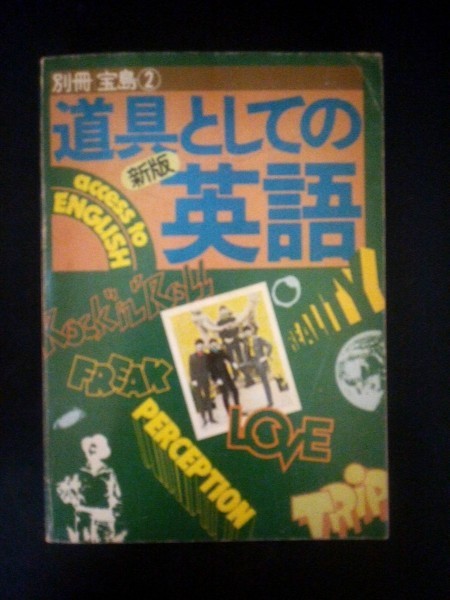 別冊宝島②
道具としての
新版
英語
access to
ENGLISH
Rock'n'Roll
REALITY
FREAK
LOVE
PERCEPTION
TRiP